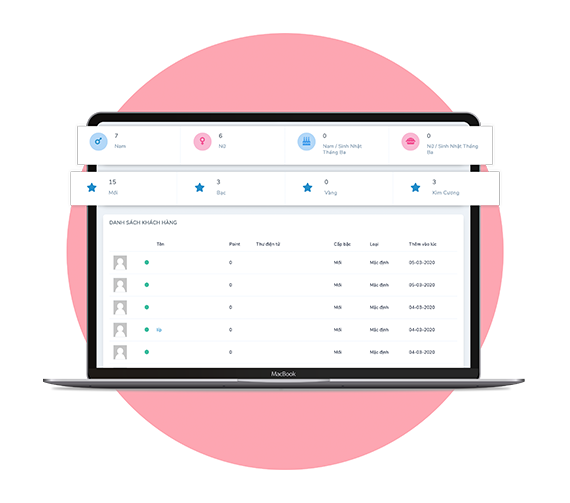 7
Nam
6
Nữ
0
Nam / Sinh Nhật
Tháng Ba
0
Nữ / Sinh Nhật Tháng
Ba
15
Mới
3
Bạc
0
Vàng
3
Kim Cương
DANH SÁCH KHÁCH HÀNG
Tên Point Thư điện tử Cấp bậc Loại Thêm vào lúc
0 Mới Mặc định 05-03-2020
0 Mới Mặc định 05-03-2020
0 Mới Mặc định 04-03-2020
0 Mới Mặc định 04-03-2020
0 Mới Mặc định 04-03-2020
MacBook